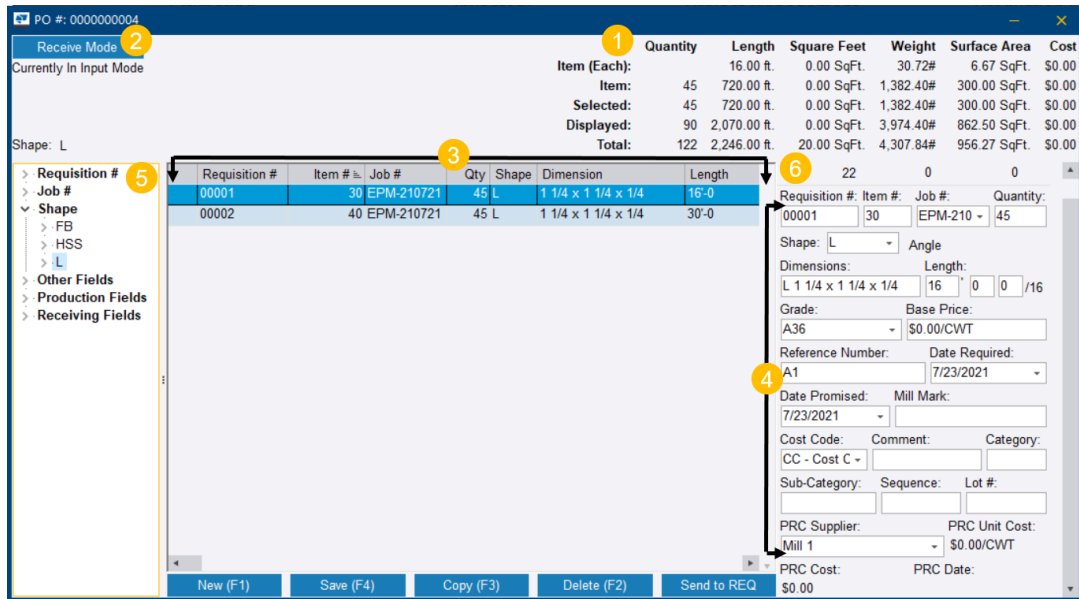 PO #: 0000000004
Receive Mode 2
Currently In Input Mode
1 Quantity Length Square Feet Weight Surface Area Cost
Item (Each): 16.00 ft. 0.00 SqFt. 30.72# 6.67 SqFt. $0.00
Item: 45 720.00 ft. 0.00 SqFt. 1,382.40# 300.00 SqFt. $0.00
Selected: 45 720.00 ft. 0.00 SqFt. 1,382.40# 300.00 SqFt. $0.00
Displayed: 90 2,070.00 ft. 0.00 SqFt. 3,974.40# 862.50 SqFt. $0.00
Shape: L
Total: 122 2,246.00 ft. 20.00 SqFt. 4,307.84# 956.27 SqFt. $0.00
Requisition # 5
Job #
Shape
FB
HSS
L
Other Fields
Production Fields
Receiving Fields
3
Requisition # Item # Job # Qty Shape Dimension Length
00001 30 EPM-210721 45 L 1 1/4 x 1 1/4 x 1/4 16'-0
00002 40 EPM-210721 45 L 1 1/4 x 1 1/4 x 1/4 30'-0
4
New (F1) Save (F4) Copy (F3) Delete (F2) Send to REQ
6 22 0 0
Requisition #: Item #: Job #: Quantity:
00001 30 EPM-210 45
Shape: L Angle
Dimensions: Length:
L 1 1/4 x 1 1/4 x 1/4 16 ' 0 0 /16
Grade: Base Price:
A36 $0.00/CWT
Reference Number: Date Required:
A1 7/23/2021
Date Promised: Mill Mark:
7/23/2021
Cost Code: Comment: Category:
CC - Cost C
Sub-Category: Sequence: Lot #:
PRC Supplier: PRC Unit Cost:
Mill 1 $0.00/CWT
PRC Cost: PRC Date:
$0.00